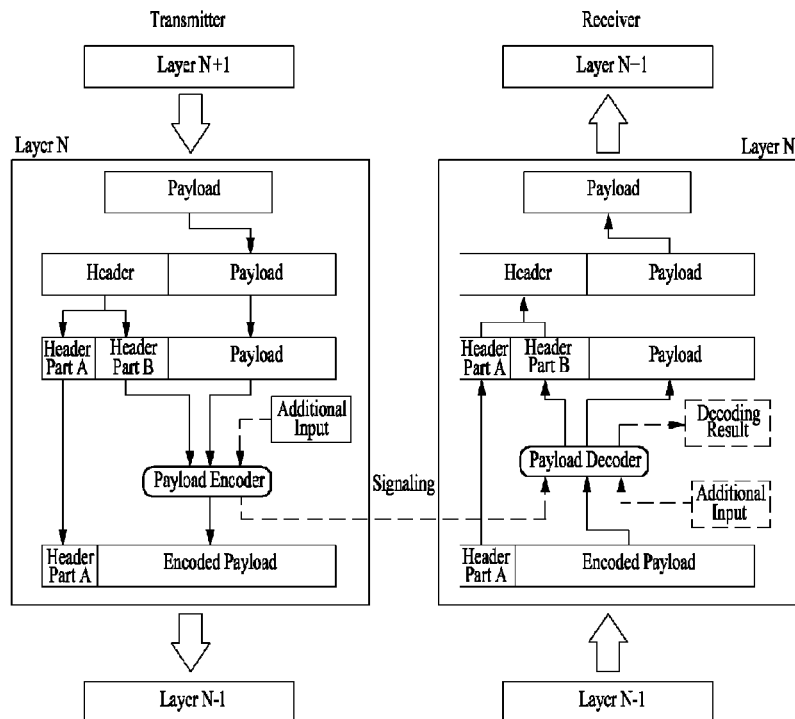 Transmitter
Layer N+1
Layer N
Payload
Header Payload
Header Part A
Header Part B
Payload
Additional Input
Payload Encoder
Signaling
Header Part A
Encoded Payload
Layer N-1
Receiver
Layer N−1
Layer N
Payload
Header Payload
Header Part A
Header Part B
Payload
Decoding Result
Payload Decoder
Additional Input
Header Part A
Encoded Payload
Layer N-1